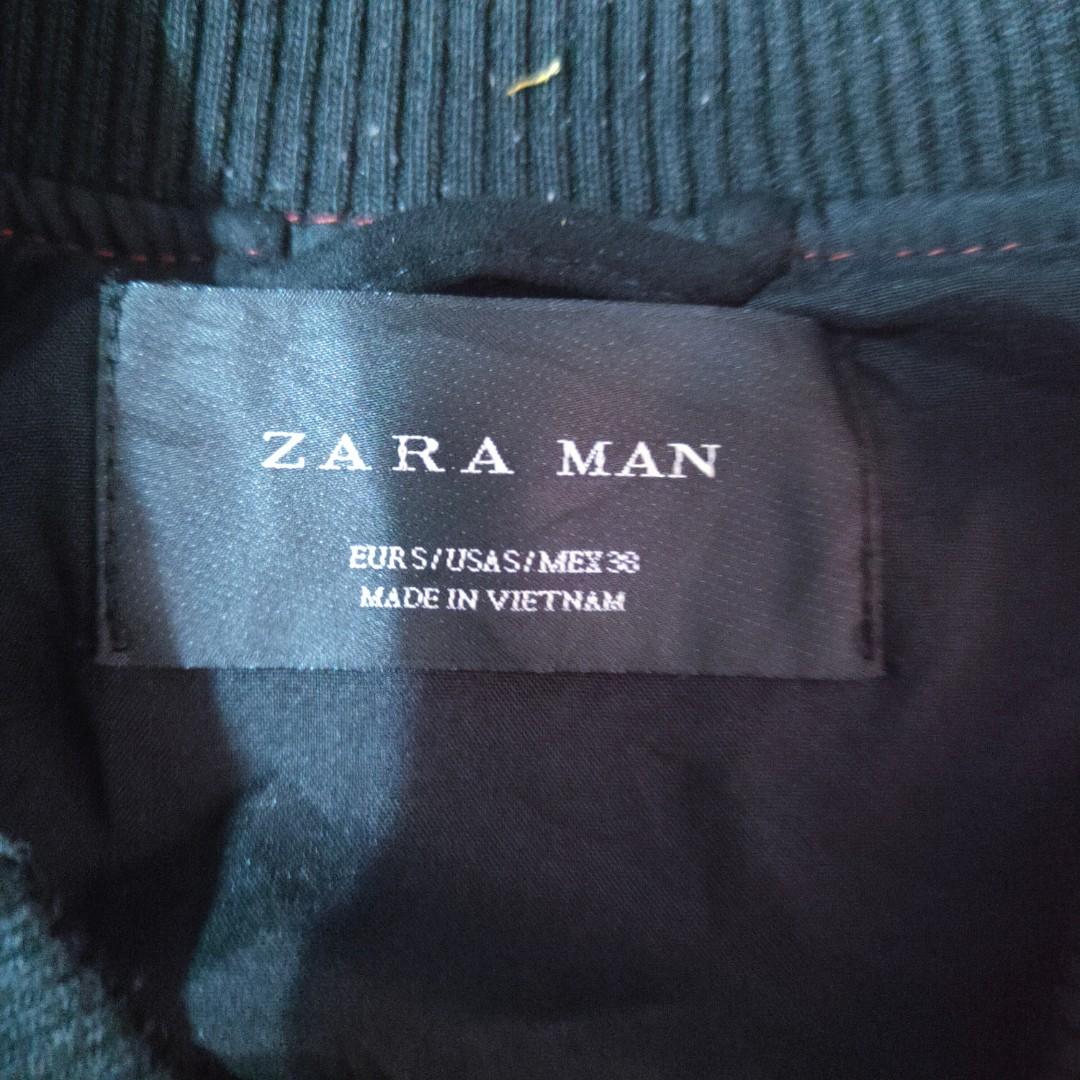 ZARA MAN
EUR S/USA S/MEX 38
MADE IN VIETNAM